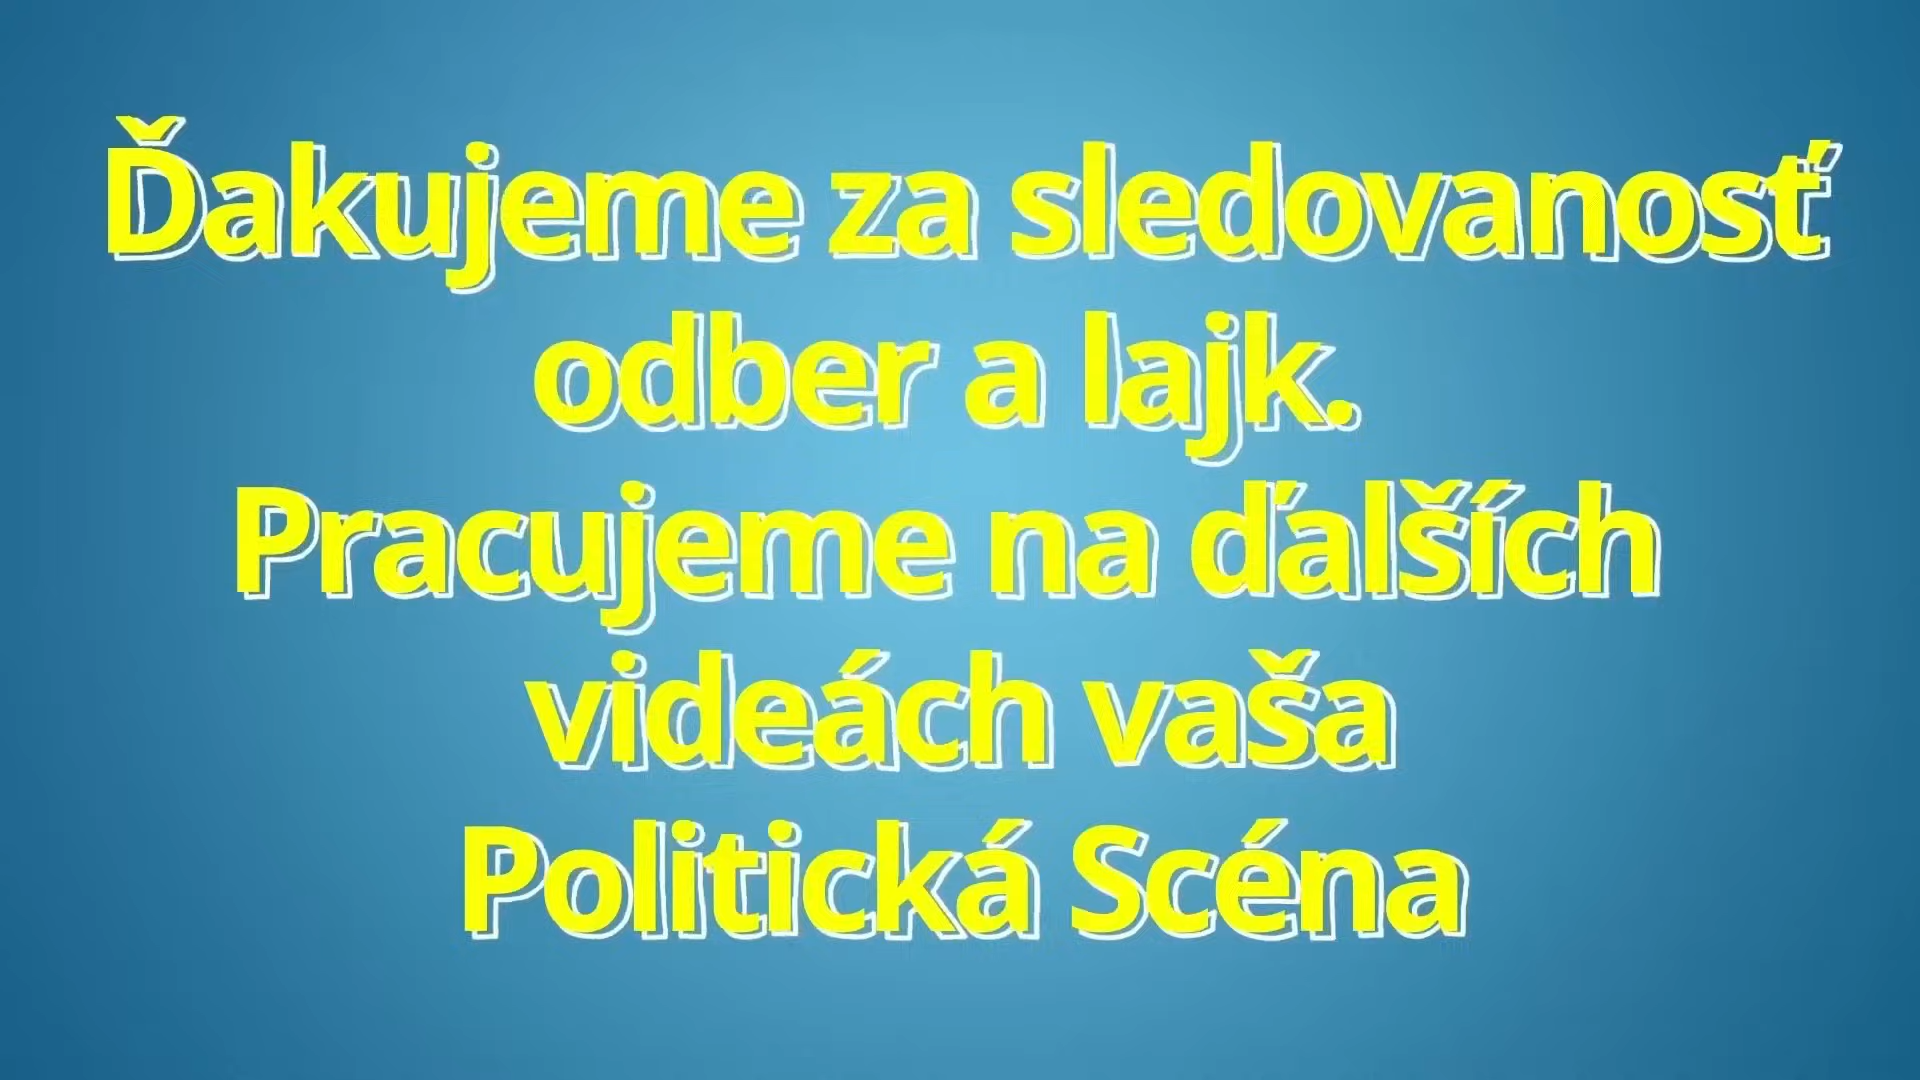 Ďakujeme za sledovanosť
odber a lajk.
Pracujeme na ďalších
videách vaša
Politická Scéna